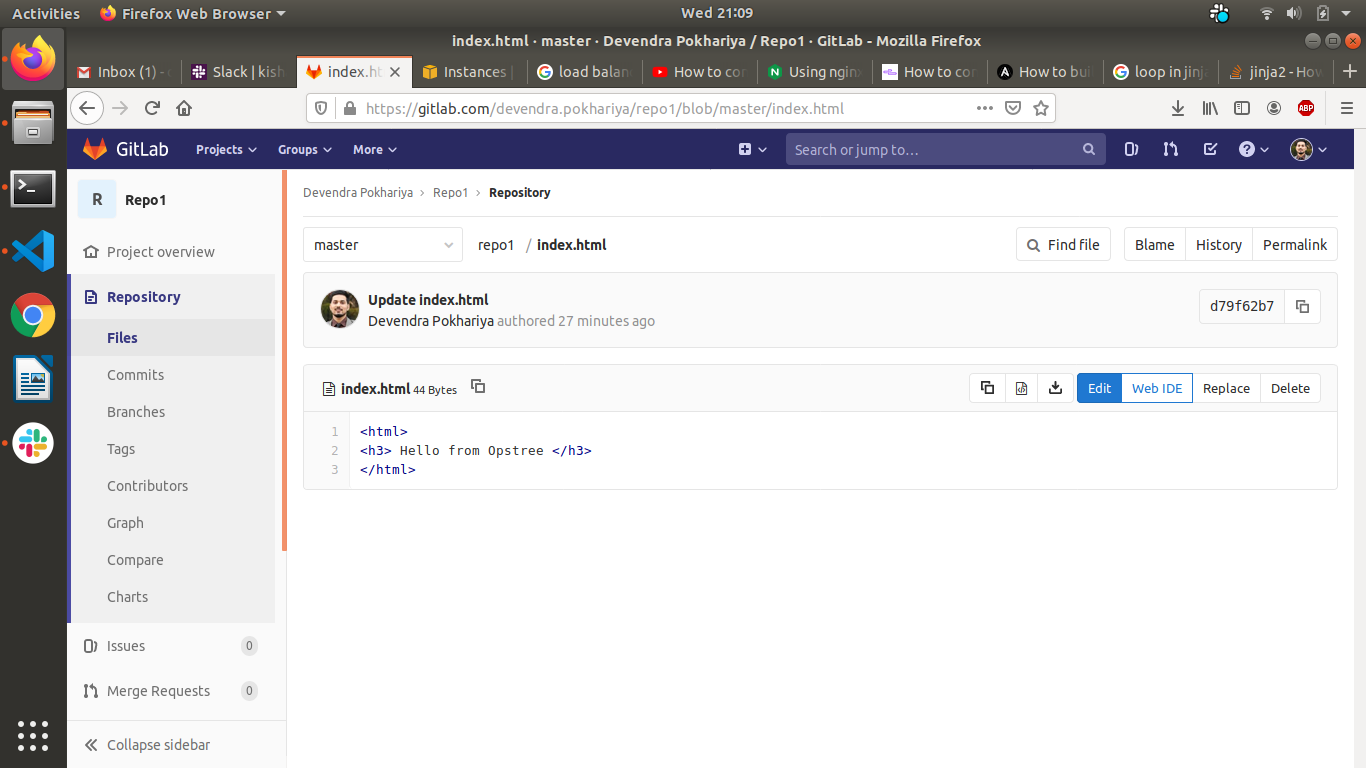 Activities Firefox Web Browser Wed 21:09
index.html · master · Devendra Pokhariya / Repo1 · GitLab - Mozilla Firefox
Inbox (1) - Slack | kish index.ht Instances | load balan How to con Using nginx How to con How to buil loop in jinj jinja2 - How
https://gitlab.com/devendra.pokhariya/repo1/blob/master/index.html ABP
GitLab Projects Groups More Search or jump to…
R Repo1
Project overview
Repository
Files
Commits
Branches
Tags
Contributors
Graph
Compare
Charts
Issues 0
Merge Requests 0
Collapse sidebar
Devendra Pokhariya › Repo1 › Repository
master repo1 / index.html Find file Blame History Permalink
Update index.html
Devendra Pokhariya authored 27 minutes ago d79f62b7
index.html 44 Bytes Edit Web IDE Replace Delete
1 <html>
2 <h3> Hello from Opstree </h3>
3 </html>